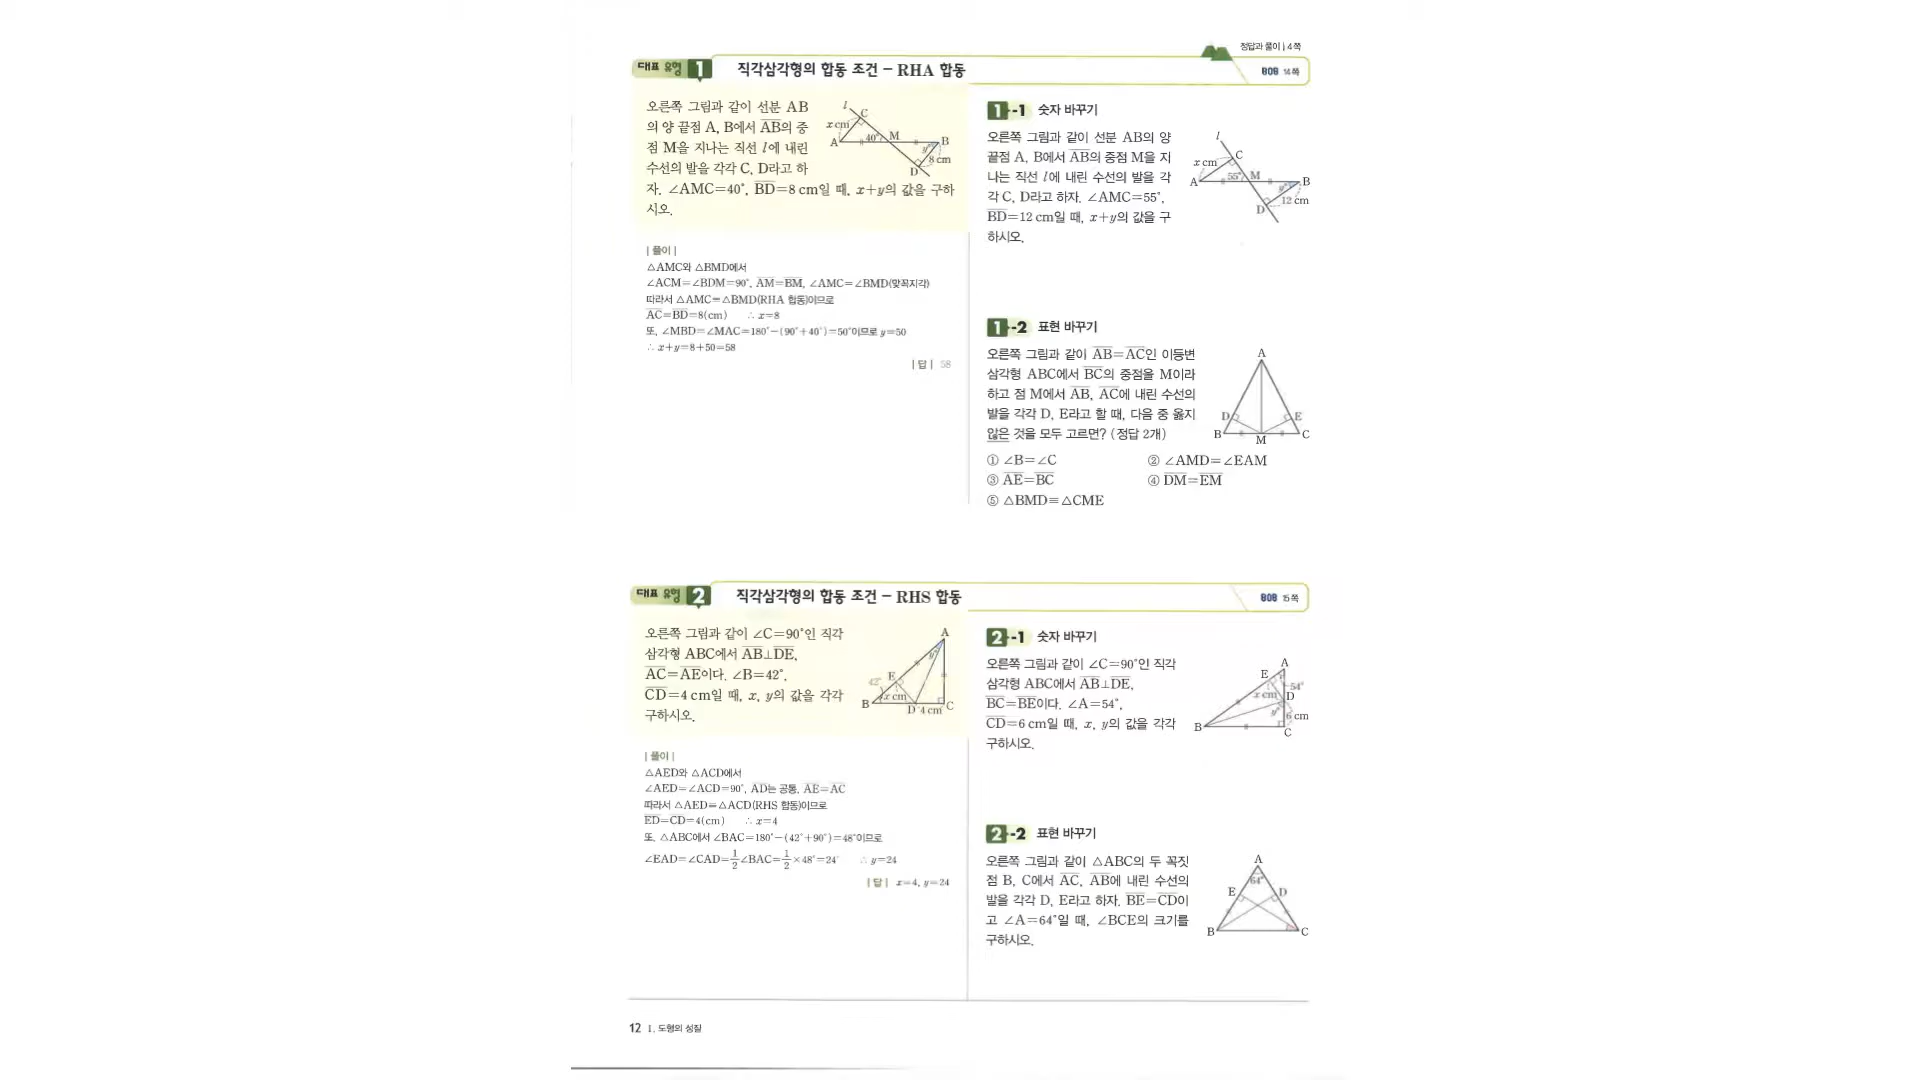 정답과 풀이 | 4쪽
대표 유형 1 직각삼각형의 합동 조건 - RHA 합동
BOB 14쪽
오른쪽 그림과 같이 선분 AB
의 양 끝점 A, B에서 AB의 중
점 M을 지나는 직선 l에 내린
수선의 발을 각각 C, D라고 하
자. ∠AMC=40°, BD=8 cm일 때, x+y의 값을 구하
시오.
l
C
x cm
40°
M
A
B
y°
8 cm
D
| 풀이 |
△AMC와 △BMD에서
∠ACM=∠BDM=90°, AM=BM, ∠AMC=∠BMD(맞꼭지각)
따라서 △AMC≡△BMD(RHA 합동)이므로
AC=BD=8(cm) ∴ x=8
또, ∠MBD=∠MAC=180°-(90°+40°)=50°이므로 y=50
∴ x+y=8+50=58
| 답 | 58
1-1 숫자 바꾸기
오른쪽 그림과 같이 선분 AB의 양
끝점 A, B에서 AB의 중점 M을 지
나는 직선 l에 내린 수선의 발을 각
각 C, D라고 하자. ∠AMC=55°,
BD=12 cm일 때, x+y의 값을 구
하시오.
l
C
x cm
55°
M
A
B
y°
12 cm
D
1-2 표현 바꾸기
오른쪽 그림과 같이 AB=AC인 이등변
삼각형 ABC에서 BC의 중점을 M이라
하고 점 M에서 AB, AC에 내린 수선의
발을 각각 D, E라고 할 때, 다음 중 옳지
않은 것을 모두 고르면? (정답 2개)
A
D
E
B
M
C
① ∠B=∠C ② ∠AMD=∠EAM
③ AE=BC ④ DM=EM
⑤ △BMD≡△CME
대표 유형 2 직각삼각형의 합동 조건 - RHS 합동
BOB 15쪽
오른쪽 그림과 같이 ∠C=90°인 직각
삼각형 ABC에서 AB⊥DE,
AC=AE이다. ∠B=42°,
CD=4 cm일 때, x, y의 값을 각각
구하시오.
A
y°
E
42°
x cm
B
D
4 cm
C
| 풀이 |
△AED와 △ACD에서
∠AED=∠ACD=90°, AD는 공통, AE=AC
따라서 △AED≡△ACD(RHS 합동)이므로
ED=CD=4(cm) ∴ x=4
또, △ABC에서 ∠BAC=180°-(42°+90°)=48°이므로
∠EAD=∠CAD=1/2∠BAC=1/2×48°=24° ∴ y=24
| 답 | x=4, y=24
2-1 숫자 바꾸기
오른쪽 그림과 같이 ∠C=90°인 직각
삼각형 ABC에서 AB⊥DE,
BC=BE이다. ∠A=54°,
CD=6 cm일 때, x, y의 값을 각각
구하시오.
A
E
54°
x cm
D
y°
6 cm
B
C
2-2 표현 바꾸기
오른쪽 그림과 같이 △ABC의 두 꼭짓
점 B, C에서 AC, AB에 내린 수선의
발을 각각 D, E라고 하자. BE=CD이
고 ∠A=64°일 때, ∠BCE의 크기를
구하시오.
A
64°
E
D
B
C
12 I. 도형의 성질